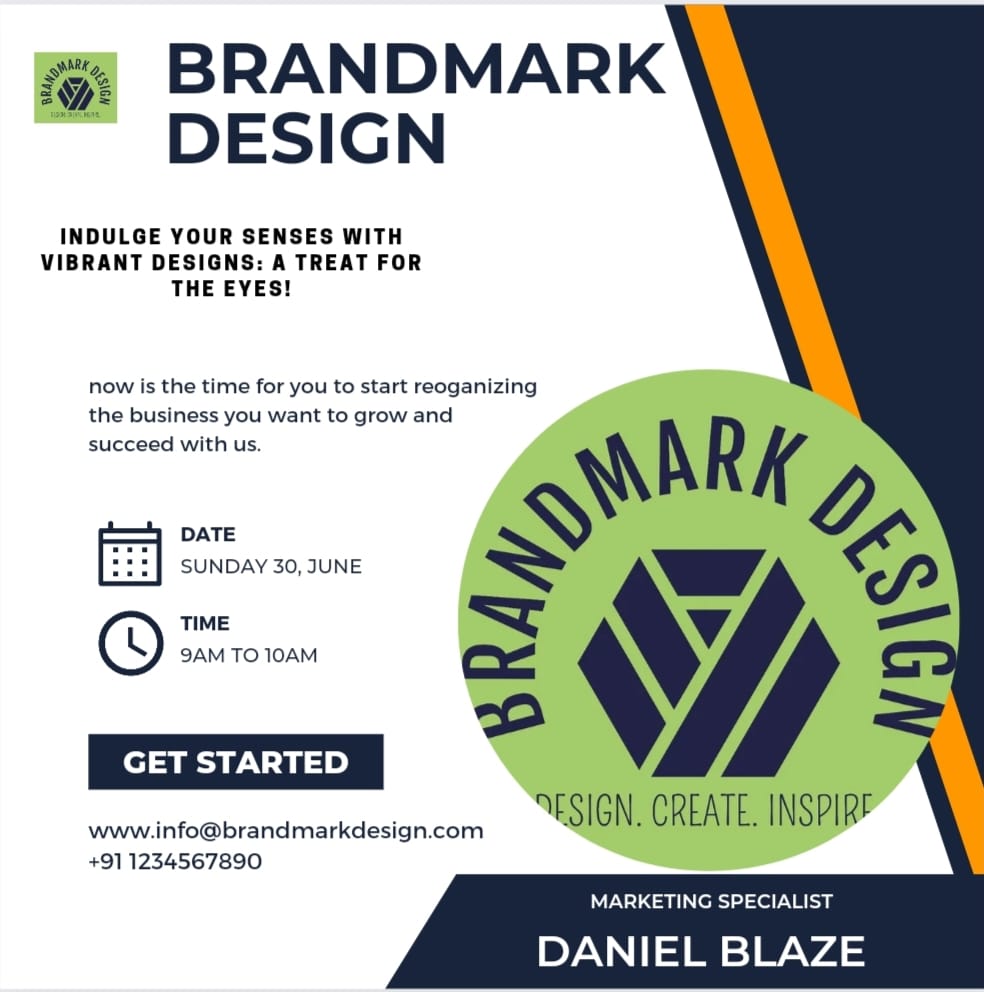 BRANDMARK DESIGN
BRANDMARK
DESIGN
INDULGE YOUR SENSES WITH
VIBRANT DESIGNS: A TREAT FOR
THE EYES!
now is the time for you to start reoganizing
the business you want to grow and
succeed with us.
DATE
SUNDAY 30, JUNE
TIME
9AM TO 10AM
GET STARTED
www.info@brandmarkdesign.com
+91 1234567890
BRANDMARK DESIGN
DESIGN. CREATE. INSPIRE
MARKETING SPECIALIST
DANIEL BLAZE